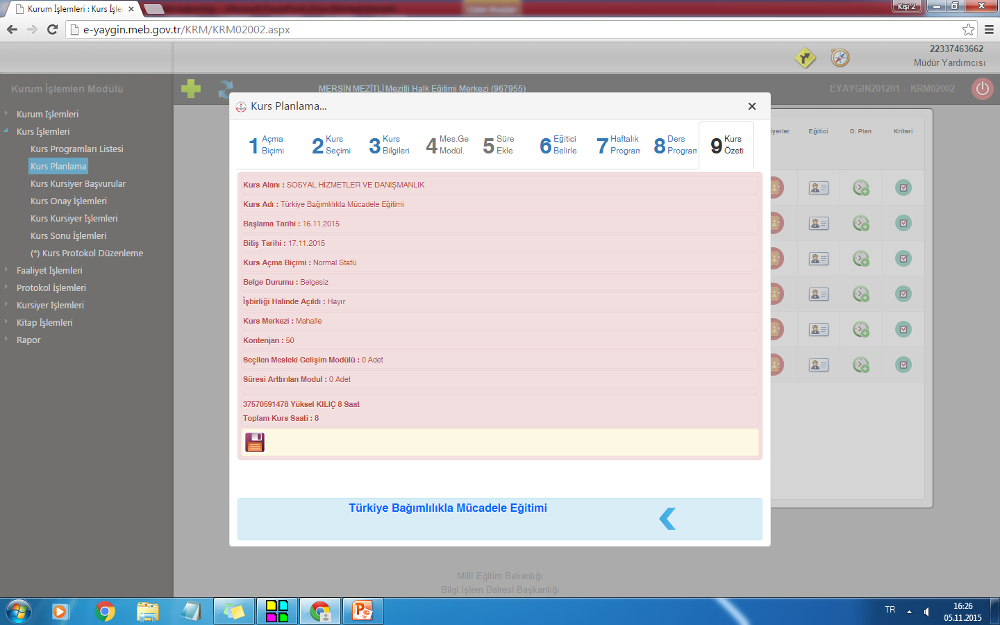 Kurum İşlemleri : Kurs İşle
Kişi 2
e-yaygin.meb.gov.tr/KRM/KRM02002.aspx
22337463662
Müdür Yardımcısı
Kurum İşlemleri Modülü
MERSİN MEZİTLİ Mezitli Halk Eğitimi Merkezi (967955)
EYAYGIN201201 - KRM02002
Kurum İşlemleri
Kurs İşlemleri
Kurs Programları Listesi
Kurs Planlama
Kurs Kursiyer Başvurular
Kurs Onay İşlemleri
Kurs Kursiyer İşlemleri
Kurs Sonu İşlemleri
(*) Kurs Protokol Düzenleme
Faaliyet İşlemleri
Protokol İşlemleri
Kursiyer İşlemleri
Kitap İşlemleri
Rapor
Kurs Planlama...
1 Açma Biçimi
2 Kurs Seçimi
3 Kurs Bilgileri
4 Mes.Ge Modül.
5 Süre Ekle
6 Eğitici Belirle
7 Haftalık Program
8 Ders Program
9 Kurs Özeti
iyerler Eğitici D. Plan Kriteri
Kurs Alanı : SOSYAL HİZMETLER VE DANIŞMANLIK
Kurs Adı : Türkiye Bağımlılıkla Mücadele Eğitimi
Başlama Tarihi : 16.11.2015
Bitiş Tarihi : 17.11.2015
Kurs Açma Biçimi : Normal Statü
Belge Durumu : Belgesiz
İşbirliği Halinde Açıldı : Hayır
Kurs Merkezi : Mahalle
Kontenjan : 50
Seçilen Mesleki Gelişim Modülü : 0 Adet
Süresi Arttırılan Modul : 0 Adet
37570591478 Yüksel KILIÇ 8 Saat
Toplam Kurs Saati : 8
Türkiye Bağımlılıkla Mücadele Eğitimi
Millî Eğitim Bakanlığı
Bilgi İşlem Dairesi Başkanlığı
TR
16:26
05.11.2015